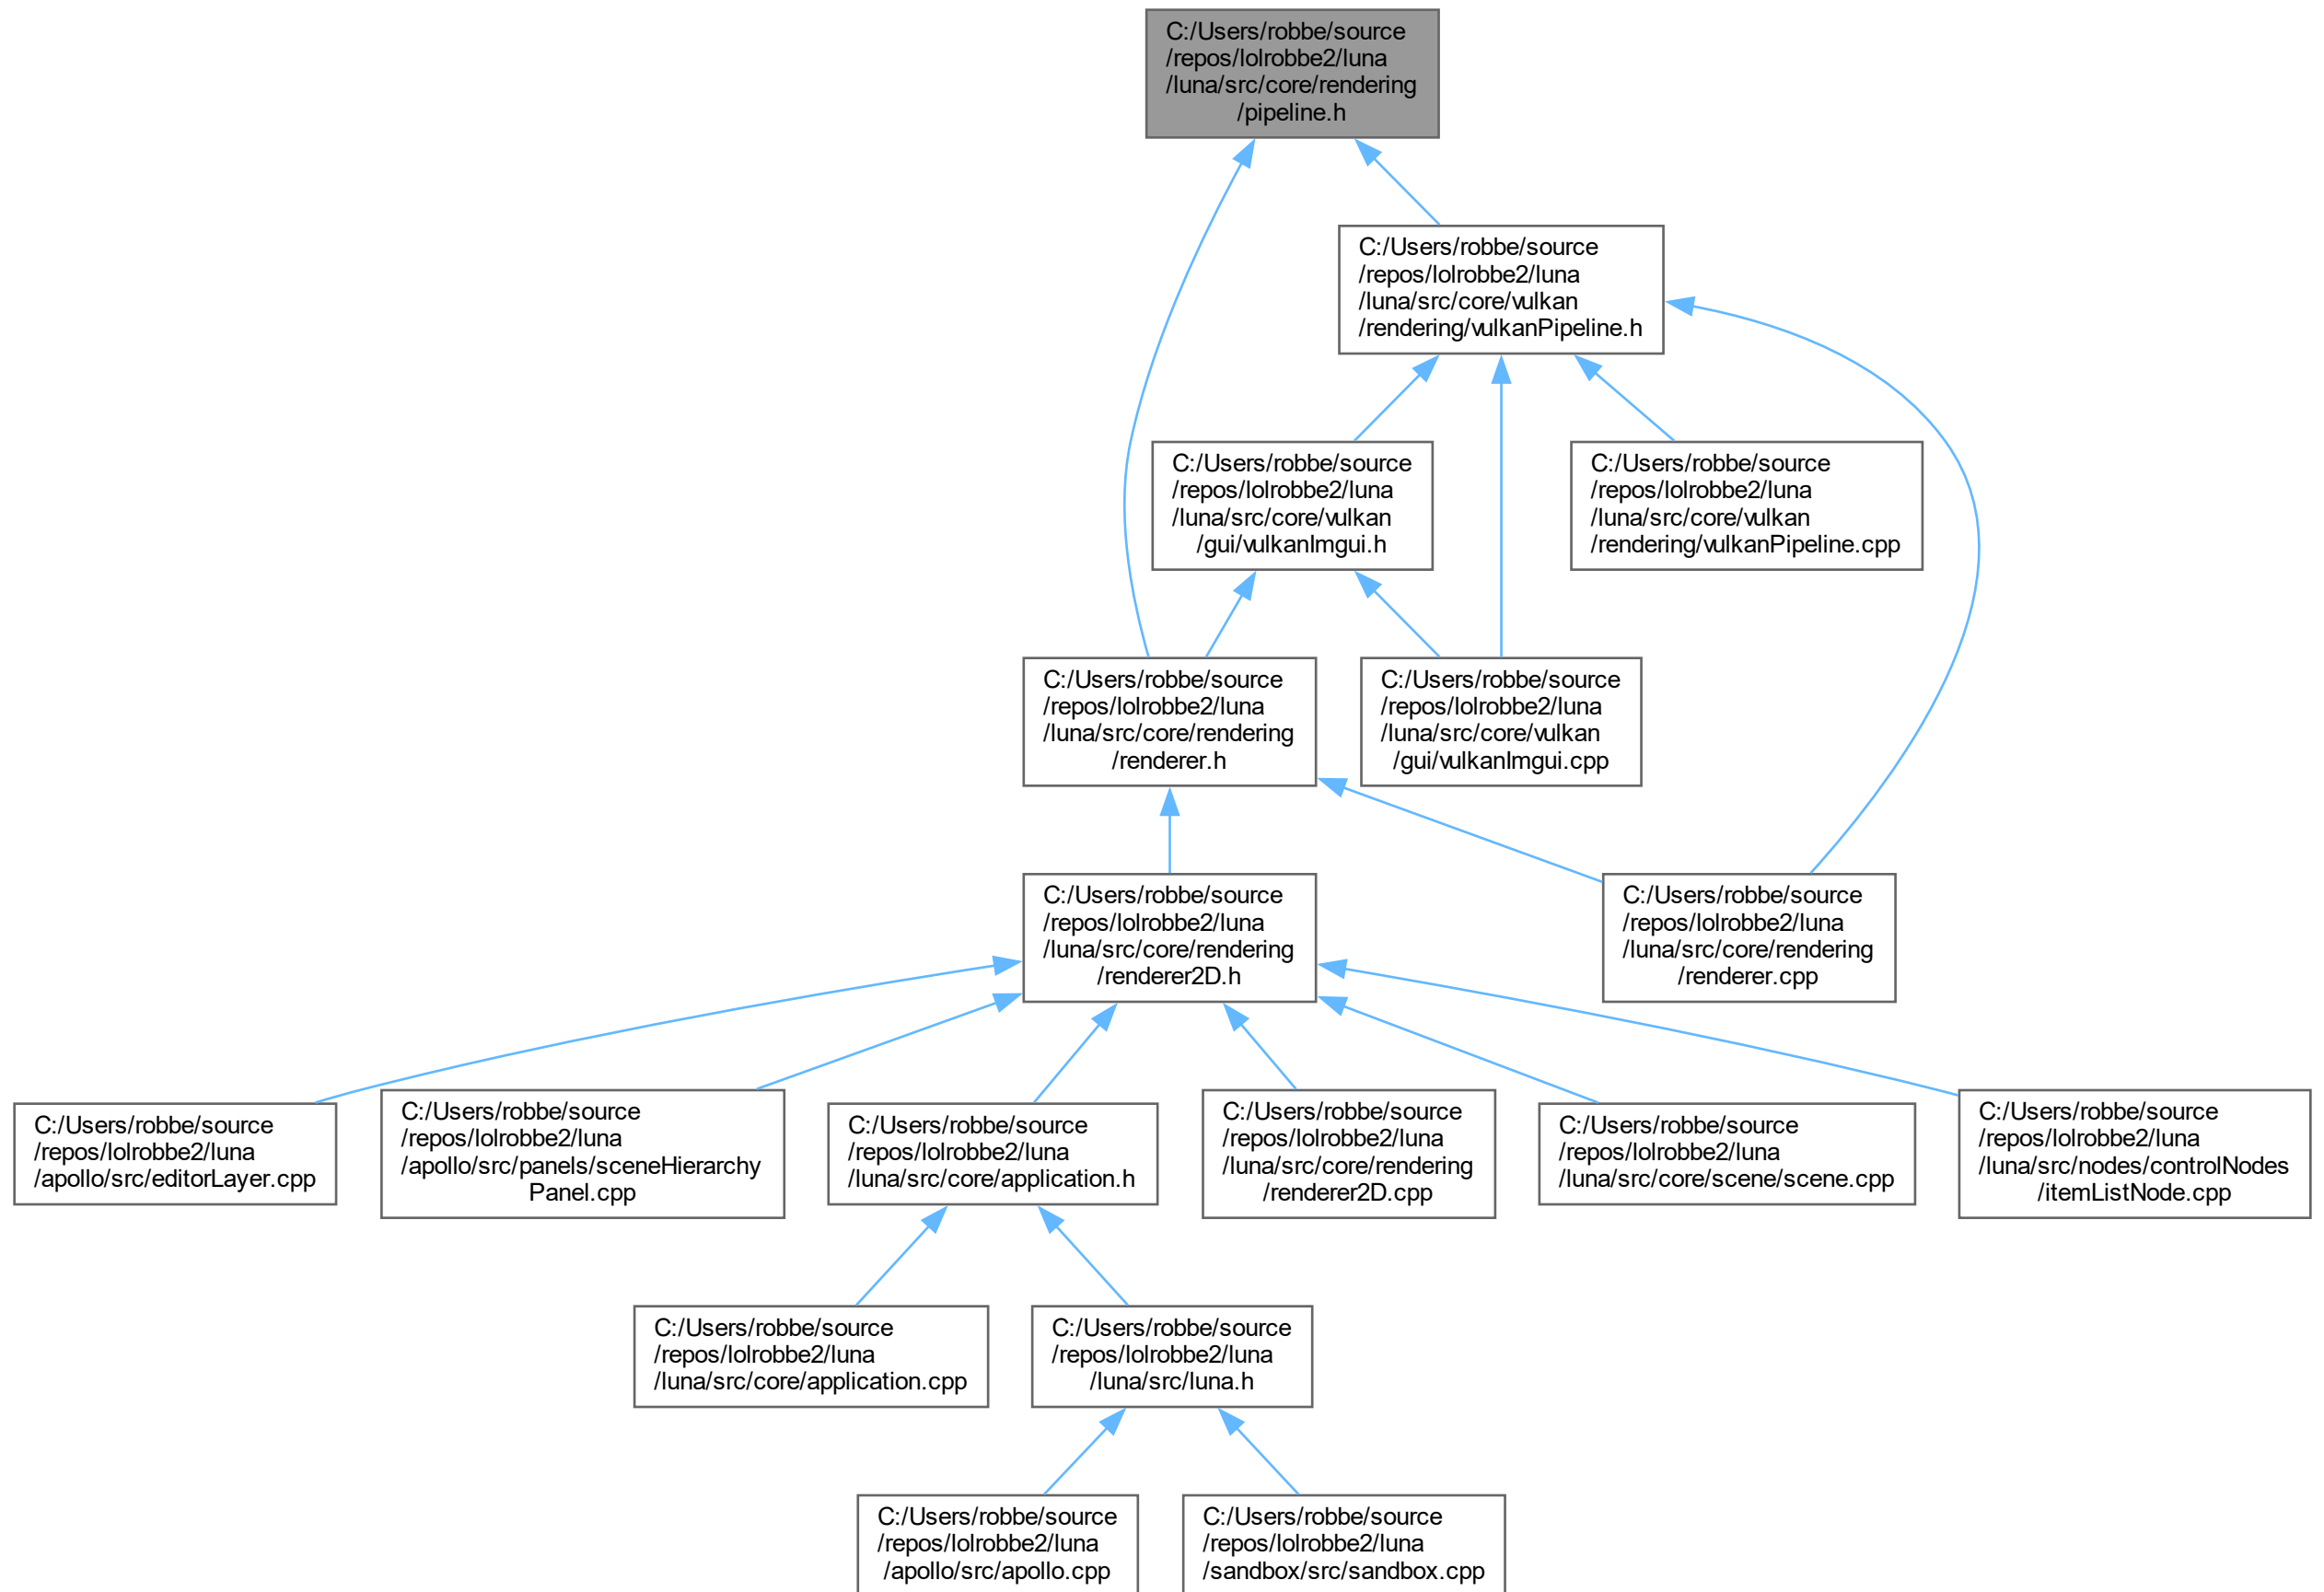 C:/Users/robbe/source
/repos/lolrobbe2/luna
/luna/src/core/rendering
/pipeline.h
C:/Users/robbe/source
/repos/lolrobbe2/luna
/luna/src/core/vulkan
/rendering/vulkanPipeline.h
C:/Users/robbe/source
/repos/lolrobbe2/luna
/luna/src/core/vulkan
/gui/vulkanImgui.h
C:/Users/robbe/source
/repos/lolrobbe2/luna
/luna/src/core/vulkan
/rendering/vulkanPipeline.cpp
C:/Users/robbe/source
/repos/lolrobbe2/luna
/luna/src/core/rendering
/renderer.h
C:/Users/robbe/source
/repos/lolrobbe2/luna
/luna/src/core/vulkan
/gui/vulkanImgui.cpp
C:/Users/robbe/source
/repos/lolrobbe2/luna
/luna/src/core/rendering
/renderer2D.h
C:/Users/robbe/source
/repos/lolrobbe2/luna
/luna/src/core/rendering
/renderer.cpp
C:/Users/robbe/source
/repos/lolrobbe2/luna
/apollo/src/editorLayer.cpp
C:/Users/robbe/source
/repos/lolrobbe2/luna
/apollo/src/panels/sceneHierarchy
Panel.cpp
C:/Users/robbe/source
/repos/lolrobbe2/luna
/luna/src/core/application.h
C:/Users/robbe/source
/repos/lolrobbe2/luna
/luna/src/core/rendering
/renderer2D.cpp
C:/Users/robbe/source
/repos/lolrobbe2/luna
/luna/src/core/scene/scene.cpp
C:/Users/robbe/source
/repos/lolrobbe2/luna
/luna/src/nodes/controlNodes
/itemListNode.cpp
C:/Users/robbe/source
/repos/lolrobbe2/luna
/luna/src/core/application.cpp
C:/Users/robbe/source
/repos/lolrobbe2/luna
/luna/src/luna.h
C:/Users/robbe/source
/repos/lolrobbe2/luna
/apollo/src/apollo.cpp
C:/Users/robbe/source
/repos/lolrobbe2/luna
/sandbox/src/sandbox.cpp